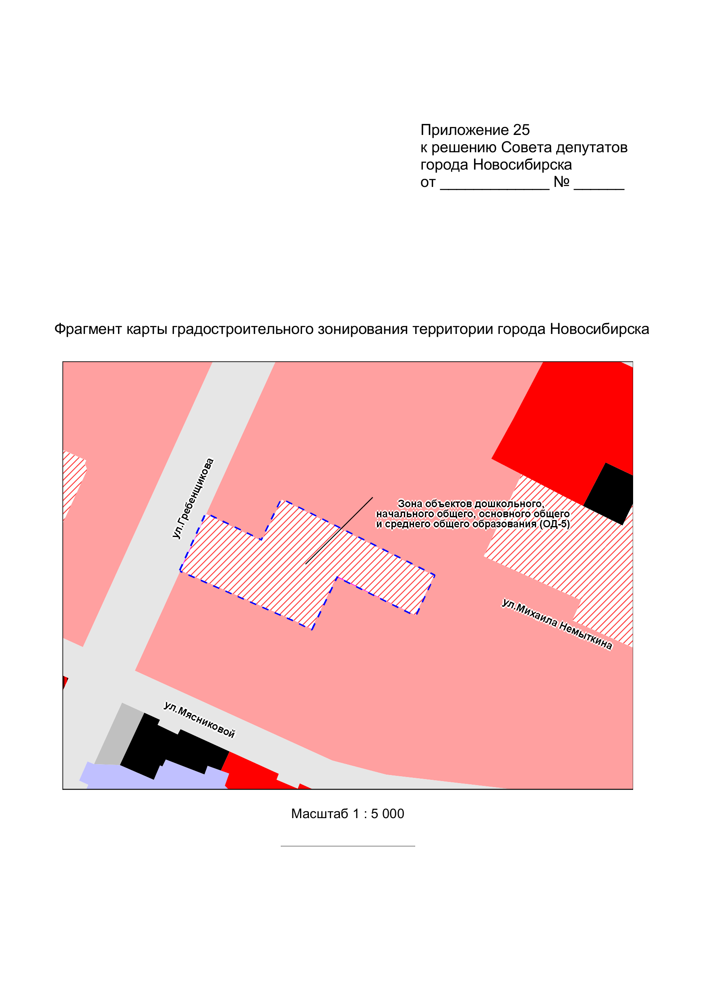 Приложение 25
к решению Совета депутатов
города Новосибирска
от _____________ № ______
Фрагмент карты градостроительного зонирования территории города Новосибирска
ул.Гребенщикова
Зона объектов дошкольного,
начального общего, основного общего
и среднего общего образования (ОД-5)
ул.Михаила Немыткина
ул.Мясниковой
Масштаб 1 : 5 000